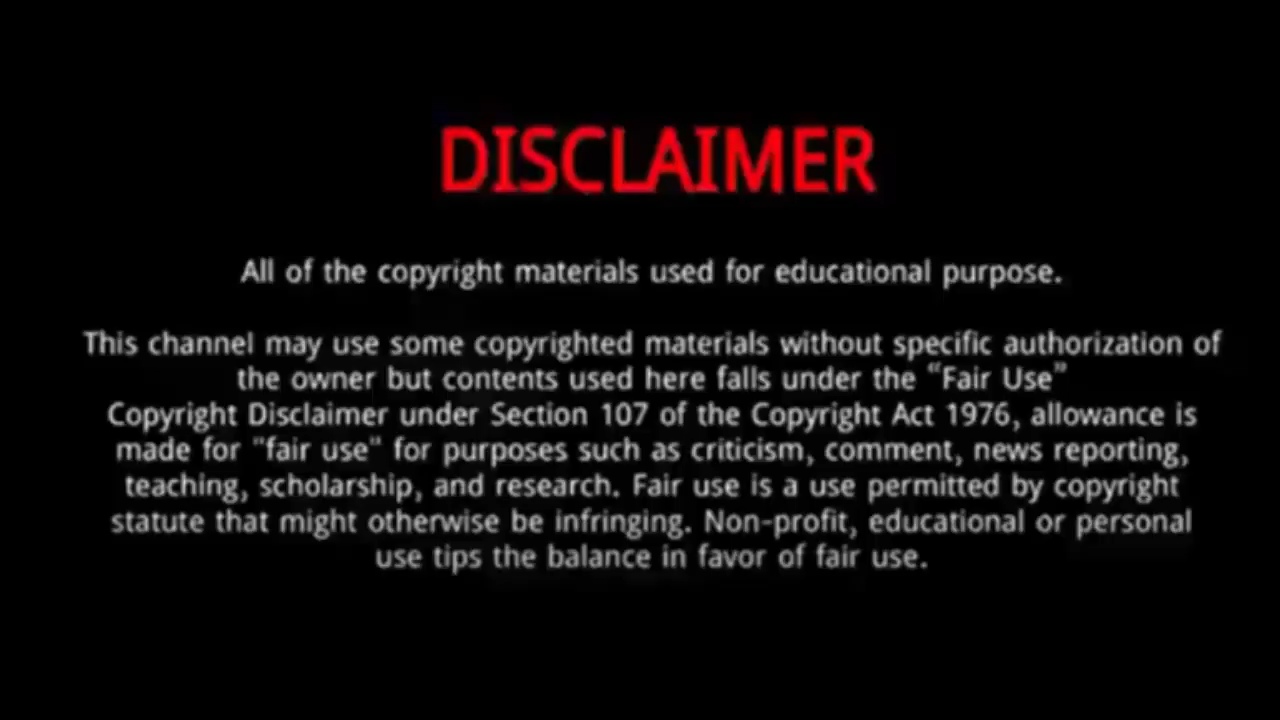 DISCLAIMER
All of the copyright materials used for educational purpose.
This channel may use some copyrighted materials without specific authorization of
the owner but contents used here falls under the “Fair Use”
Copyright Disclaimer under Section 107 of the Copyright Act 1976, allowance is
made for "fair use" for purposes such as criticism, comment, news reporting,
teaching, scholarship, and research. Fair use is a use permitted by copyright
statute that might otherwise be infringing. Non-profit, educational or personal
use tips the balance in favor of fair use.